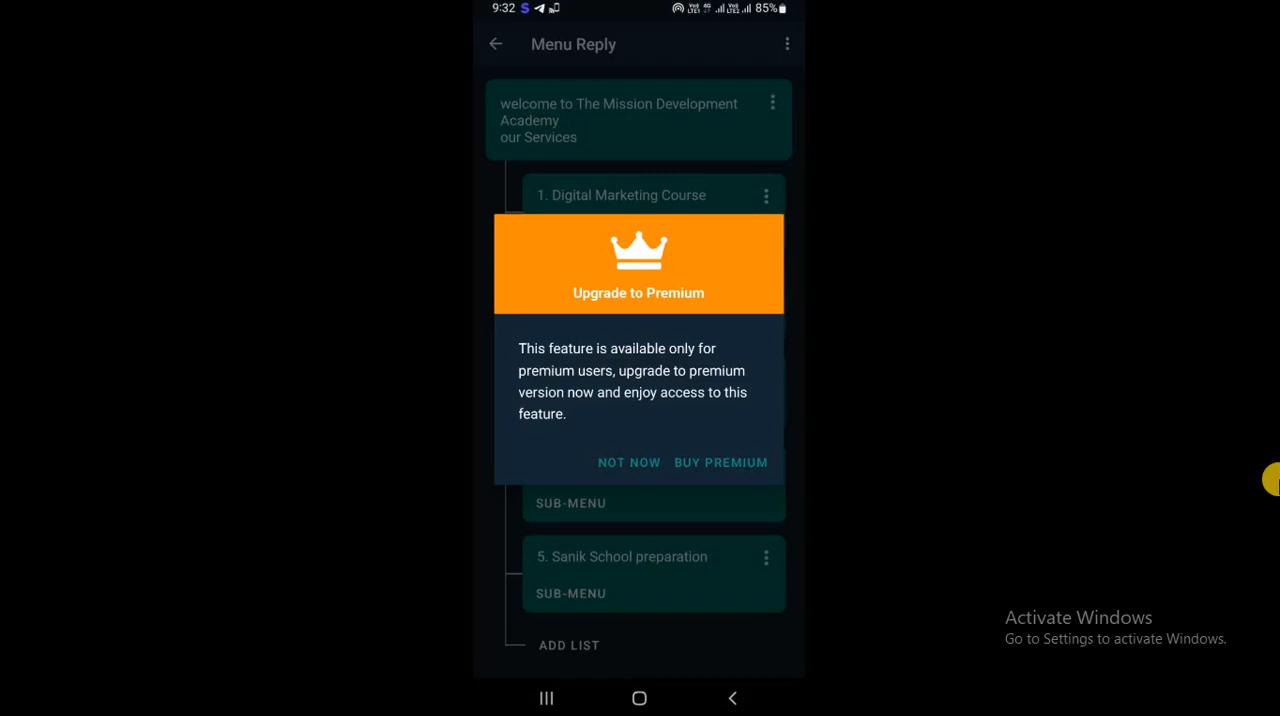 9:32
85%
Menu Reply
welcome to The Mission Development
Academy
our Services
1. Digital Marketing Course
Upgrade to Premium
This feature is available only for
premium users, upgrade to premium
version now and enjoy access to this
feature.
NOT NOW BUY PREMIUM
SUB-MENU
5. Sanik School preparation
SUB-MENU
ADD LIST
Activate Windows
Go to Settings to activate Windows.